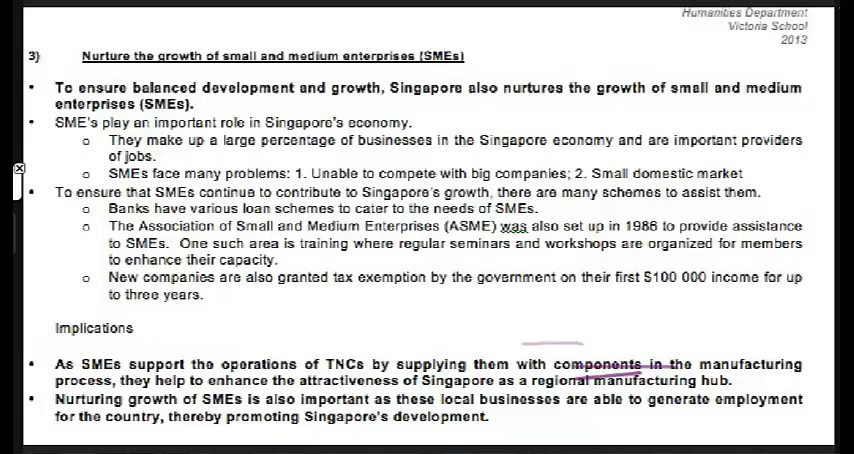 Humanities Department
Victoria School
2013
3) Nurture the growth of small and medium enterprises (SMEs)
• To ensure balanced development and growth, Singapore also nurtures the growth of small and medium
enterprises (SMEs).
• SME's play an important role in Singapore's economy.
o They make up a large percentage of businesses in the Singapore economy and are important providers
of jobs.
o SMEs face many problems: 1. Unable to compete with big companies; 2. Small domestic market
• To ensure that SMEs continue to contribute to Singapore's growth, there are many schemes to assist them.
o Banks have various loan schemes to cater to the needs of SMEs.
o The Association of Small and Medium Enterprises (ASME) was also set up in 1986 to provide assistance
to SMEs. One such area is training where regular seminars and workshops are organized for members
to enhance their capacity.
o New companies are also granted tax exemption by the government on their first $100 000 income for up
to three years.
Implications
• As SMEs support the operations of TNCs by supplying them with components in the manufacturing
process, they help to enhance the attractiveness of Singapore as a regional manufacturing hub.
• Nurturing growth of SMEs is also important as these local businesses are able to generate employment
for the country, thereby promoting Singapore's development.